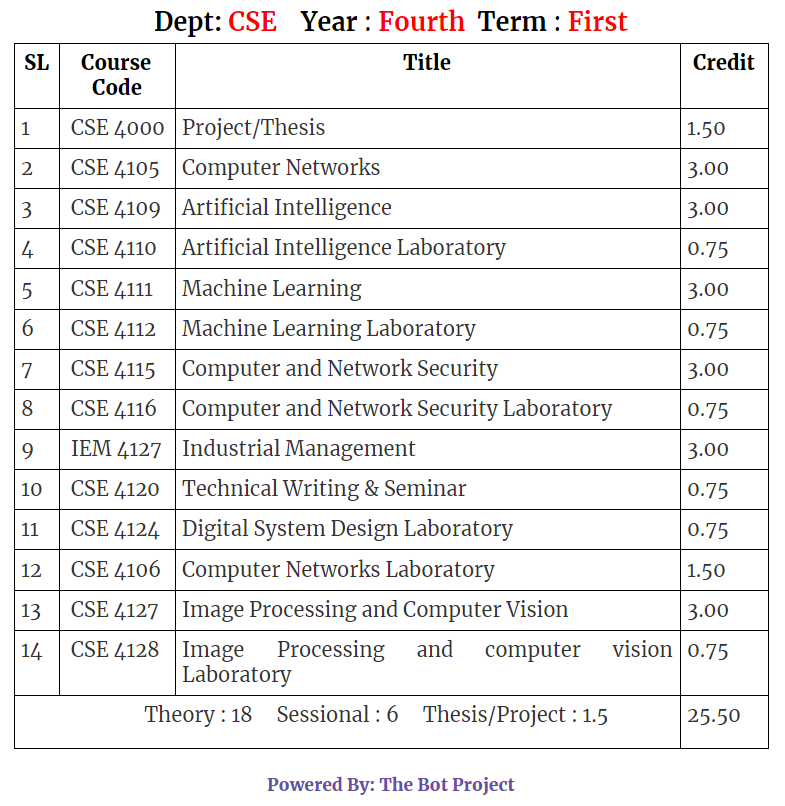 Dept: CSE Year : Fourth Term : First
SL Course Code Title Credit
1 CSE 4000 Project/Thesis 1.50
2 CSE 4105 Computer Networks 3.00
3 CSE 4109 Artificial Intelligence 3.00
4 CSE 4110 Artificial Intelligence Laboratory 0.75
5 CSE 4111 Machine Learning 3.00
6 CSE 4112 Machine Learning Laboratory 0.75
7 CSE 4115 Computer and Network Security 3.00
8 CSE 4116 Computer and Network Security Laboratory 0.75
9 IEM 4127 Industrial Management 3.00
10 CSE 4120 Technical Writing & Seminar 0.75
11 CSE 4124 Digital System Design Laboratory 0.75
12 CSE 4106 Computer Networks Laboratory 1.50
13 CSE 4127 Image Processing and Computer Vision 3.00
14 CSE 4128 Image Processing and computer vision Laboratory 0.75
Theory : 18 Sessional : 6 Thesis/Project : 1.5 25.50
Powered By: The Bot Project